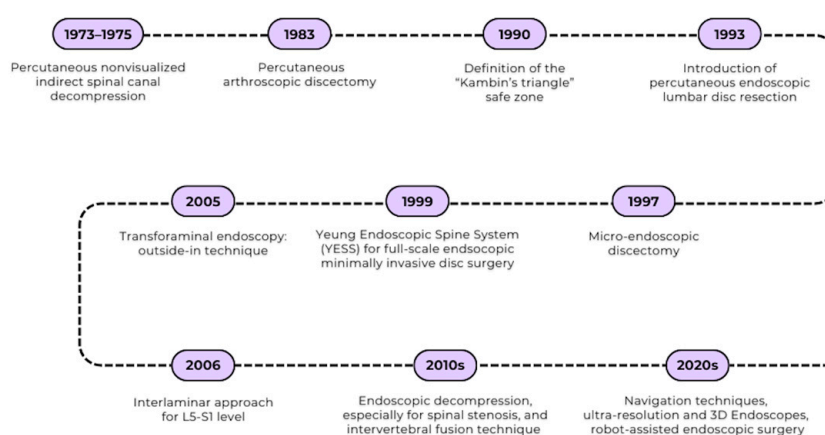 1973–1975
Percutaneous nonvisualized
indirect spinal canal
decompression
1983
Percutaneous
arthroscopic discectomy
1990
Definition of the
“Kambin’s triangle”
safe zone
1993
Introduction of
percutaneous endoscopic
lumbar disc resection
1997
Micro-endoscopic
discectomy
1999
Yeung Endoscopic Spine System
(YESS) for full-scale endsocopic
minimally invasive disc surgery
2005
Transforaminal endoscopy:
outside-in technique
2006
Interlaminar approach
for L5-S1 level
2010s
Endoscopic decompression,
especially for spinal stenosis, and
intervertebral fusion technique
2020s
Navigation techniques,
ultra-resolution and 3D Endoscopes,
robot-assisted endoscopic surgery